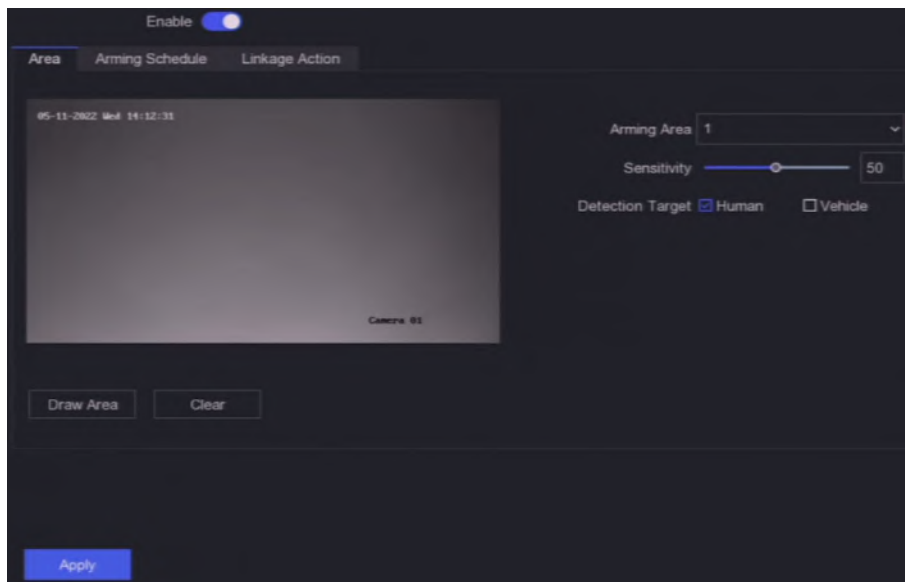 Enable
Area Arming Schedule Linkage Action
05-11-2022 Wed 14:12:31
Arming Area 1
Sensitivity 50
Detection Target Human Vehicle
Camera 01
Draw Area Clear
Apply